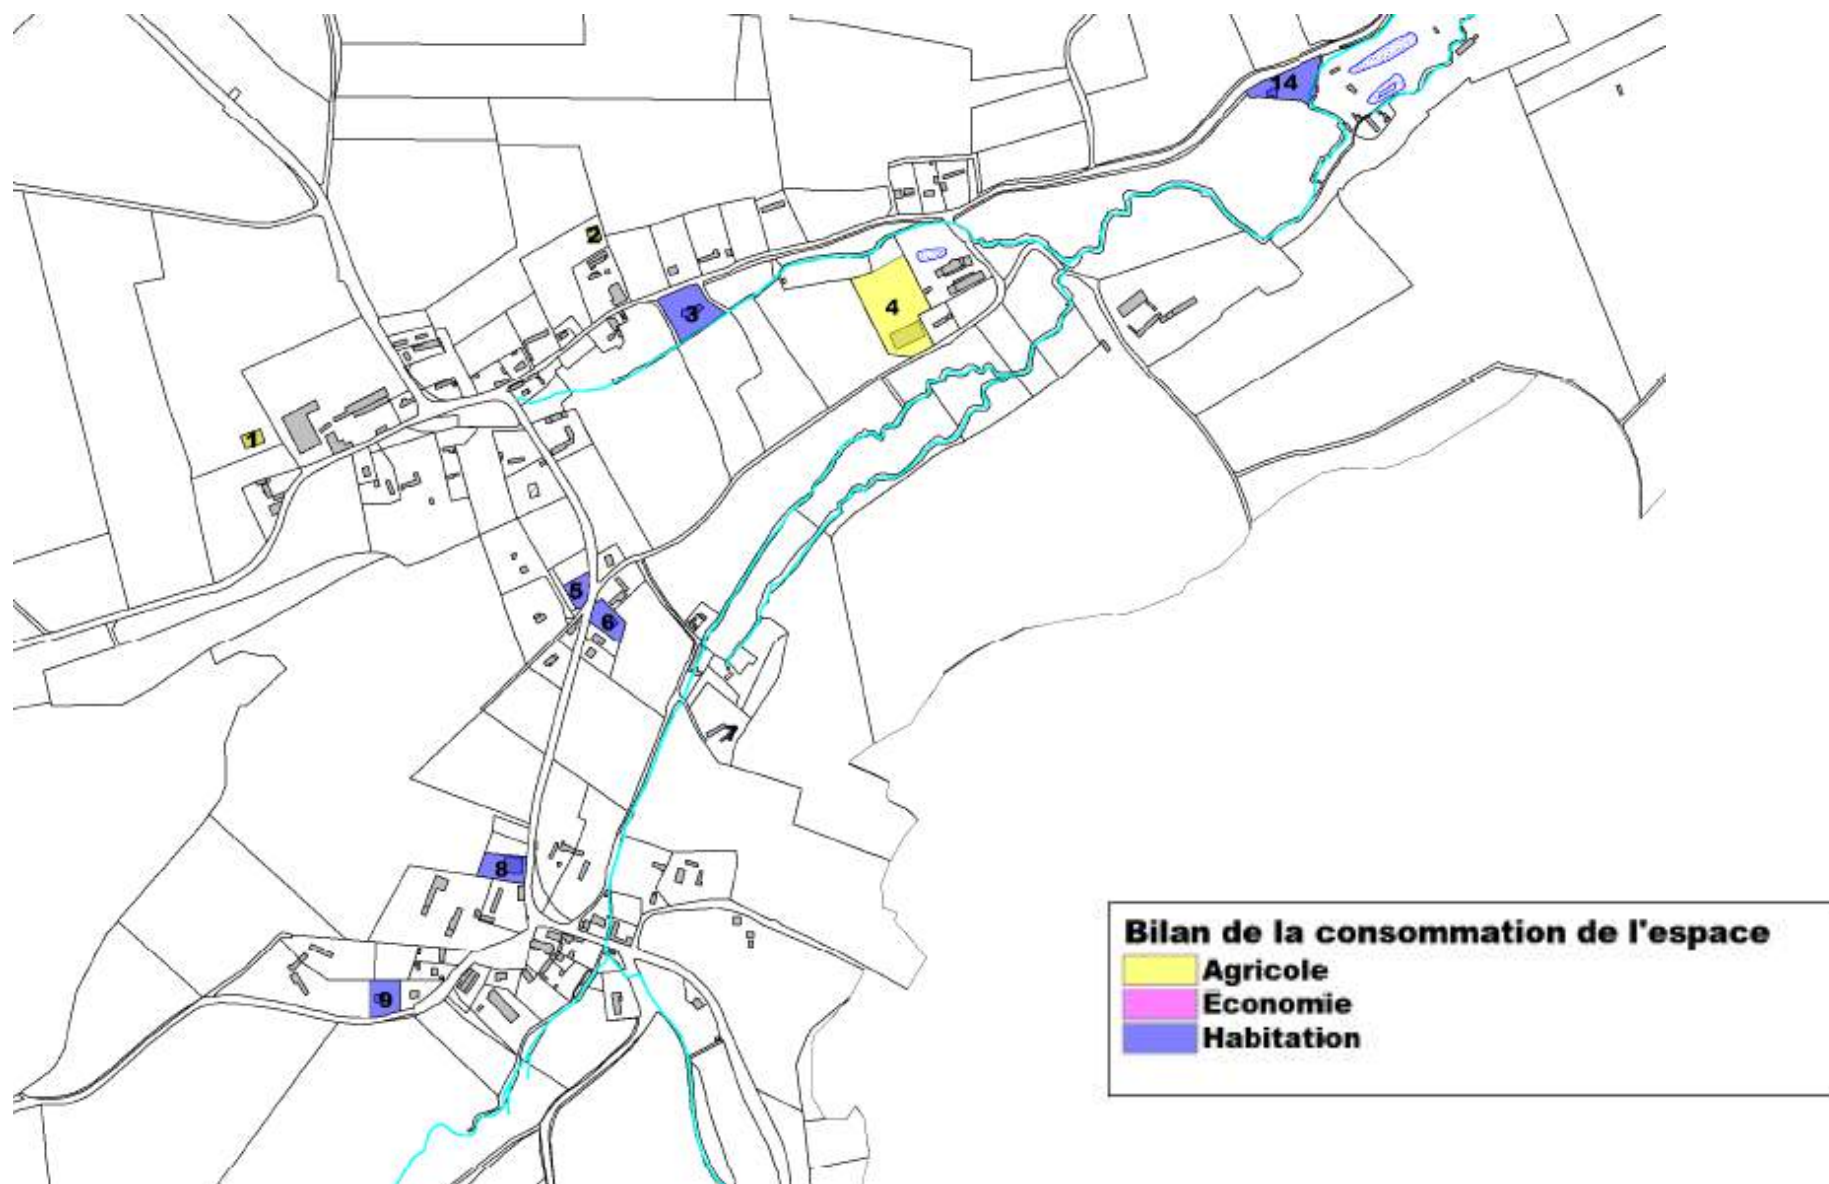 14
2
3
4
1
5
6
7
8
9
Bilan de la consommation de l'espace
Agricole
Economie
Habitation